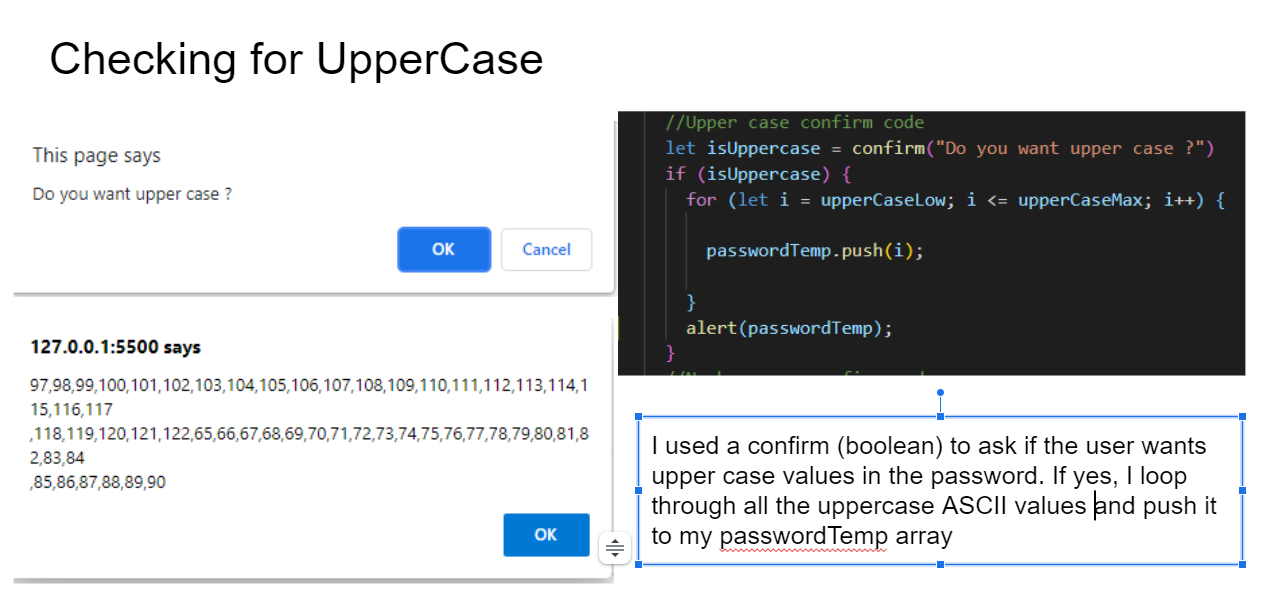 Checking for UpperCase
This page says
Do you want upper case ?
OK
Cancel
127.0.0.1:5500 says
97,98,99,100,101,102,103,104,105,106,107,108,109,110,111,112,113,114,1
15,116,117
,118,119,120,121,122,65,66,67,68,69,70,71,72,73,74,75,76,77,78,79,80,81,8
2,83,84
,85,86,87,88,89,90
OK
//Upper case confirm code
let isUppercase = confirm("Do you want upper case ?")
if (isUppercase) {
for (let i = upperCaseLow; i <= upperCaseMax; i++) {
passwordTemp.push(i);
}
alert(passwordTemp);
}
I used a confirm (boolean) to ask if the user wants
upper case values in the password. If yes, I loop
through all the uppercase ASCII values and push it
to my passwordTemp array